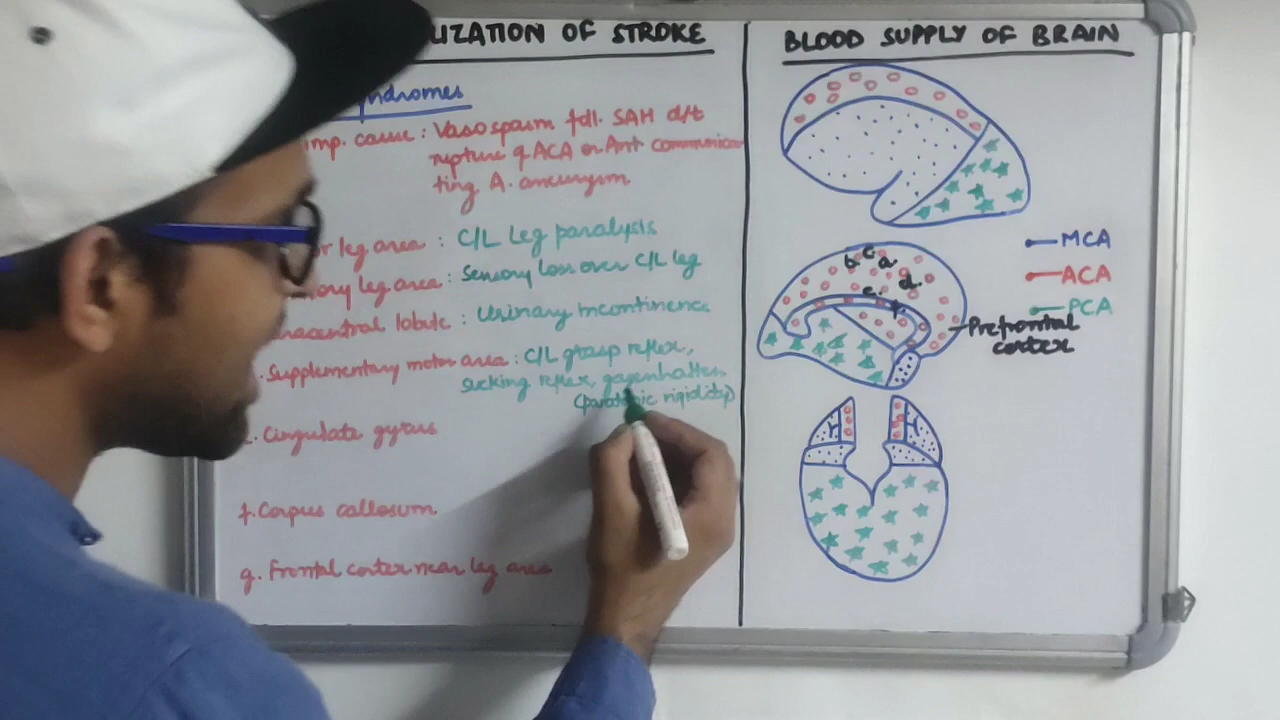 LIZATION OF STROKE
yndromes
imp. cause : Vasospasm fdl. SAH d/t
rupture of ACA or Ant communica
ting A. aneurysm
r leg area : C/L Leg paralysis
ory leg area : Sensory loss over C/L leg
racentral lobule : Urinary Incontinence
. Supplementary motor area : C/L grasp reflex,
sucking reflex, gagenhalten
(paratonic rigidity)
. Cingulate gyrus
f. Corpus callosum
g. Frontal cortex near leg area
BLOOD SUPPLY OF BRAIN
MCA
ACA
PCA
b c a
d.
e.
f
Prefrontal
cortex